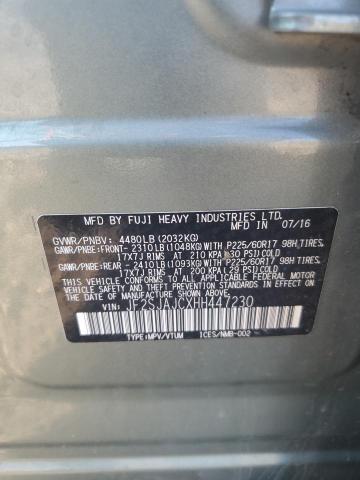 MFD BY FUJI HEAVY INDUSTRIES LTD.
MFD IN 07/16
GVWR/PNBV: 4480LB(2032KG)
GAWR/PNBE:FRONT- 2310LB(1048KG)WITH P225/60R17 98H TIRES,
17X7J RIMS AT 210 KPA(30 PSI)COLD
GAWR/PNBE:REAR -2410LB(1093KG)WITH P225/60R17 98H TIRES,
17X7J RIMS AT 200 KPA(29 PSI)COLD
THIS VEHICLE CONFORMS TO ALL APPLICABLE FEDERAL MOTOR
VEHICLE SAFETY AND THEFT PREVENTION STANDARDS IN EFFECT
ON THE DATE OF MANUFACTURE SHOWN ABOVE.
VIN:
TYPE:MPV/VTUM ICES/NMB-002